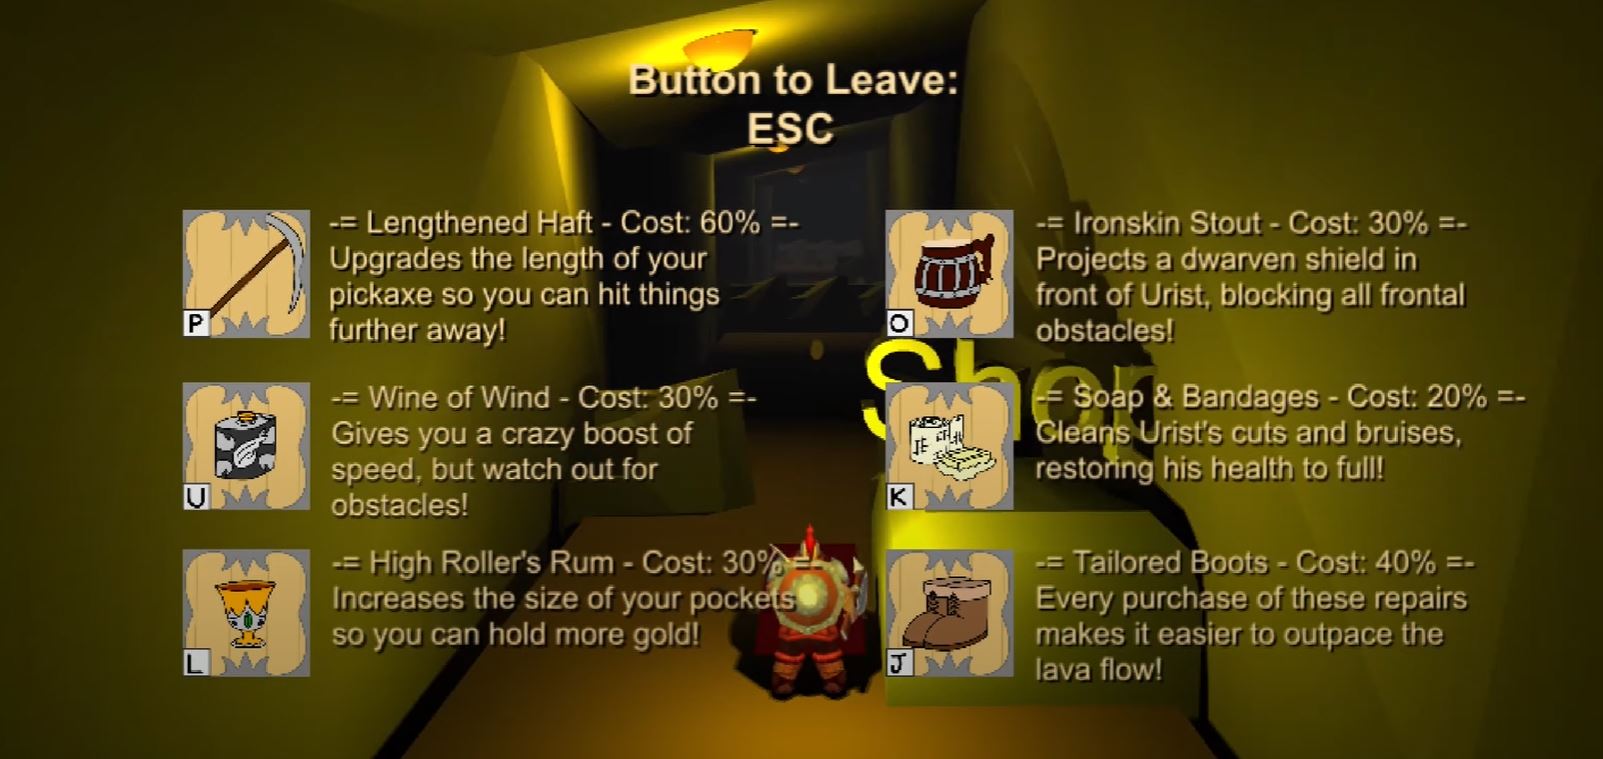 Button to Leave:
ESC
-= Lengthened Haft - Cost: 60% =-
Upgrades the length of your
pickaxe so you can hit things
further away!
P
-= Ironskin Stout - Cost: 30% =-
Projects a dwarven shield in
front of Urist, blocking all frontal
obstacles!
O
Shop
-= Wine of Wind - Cost: 30% =-
Gives you a crazy boost of
speed, but watch out for
obstacles!
U
-= Soap & Bandages - Cost: 20% =-
Cleans Urist's cuts and bruises,
restoring his health to full!
K
-= High Roller's Rum - Cost: 30% =-
Increases the size of your pockets
so you can hold more gold!
L
-= Tailored Boots - Cost: 40% =-
Every purchase of these repairs
makes it easier to outpace the
lava flow!
J